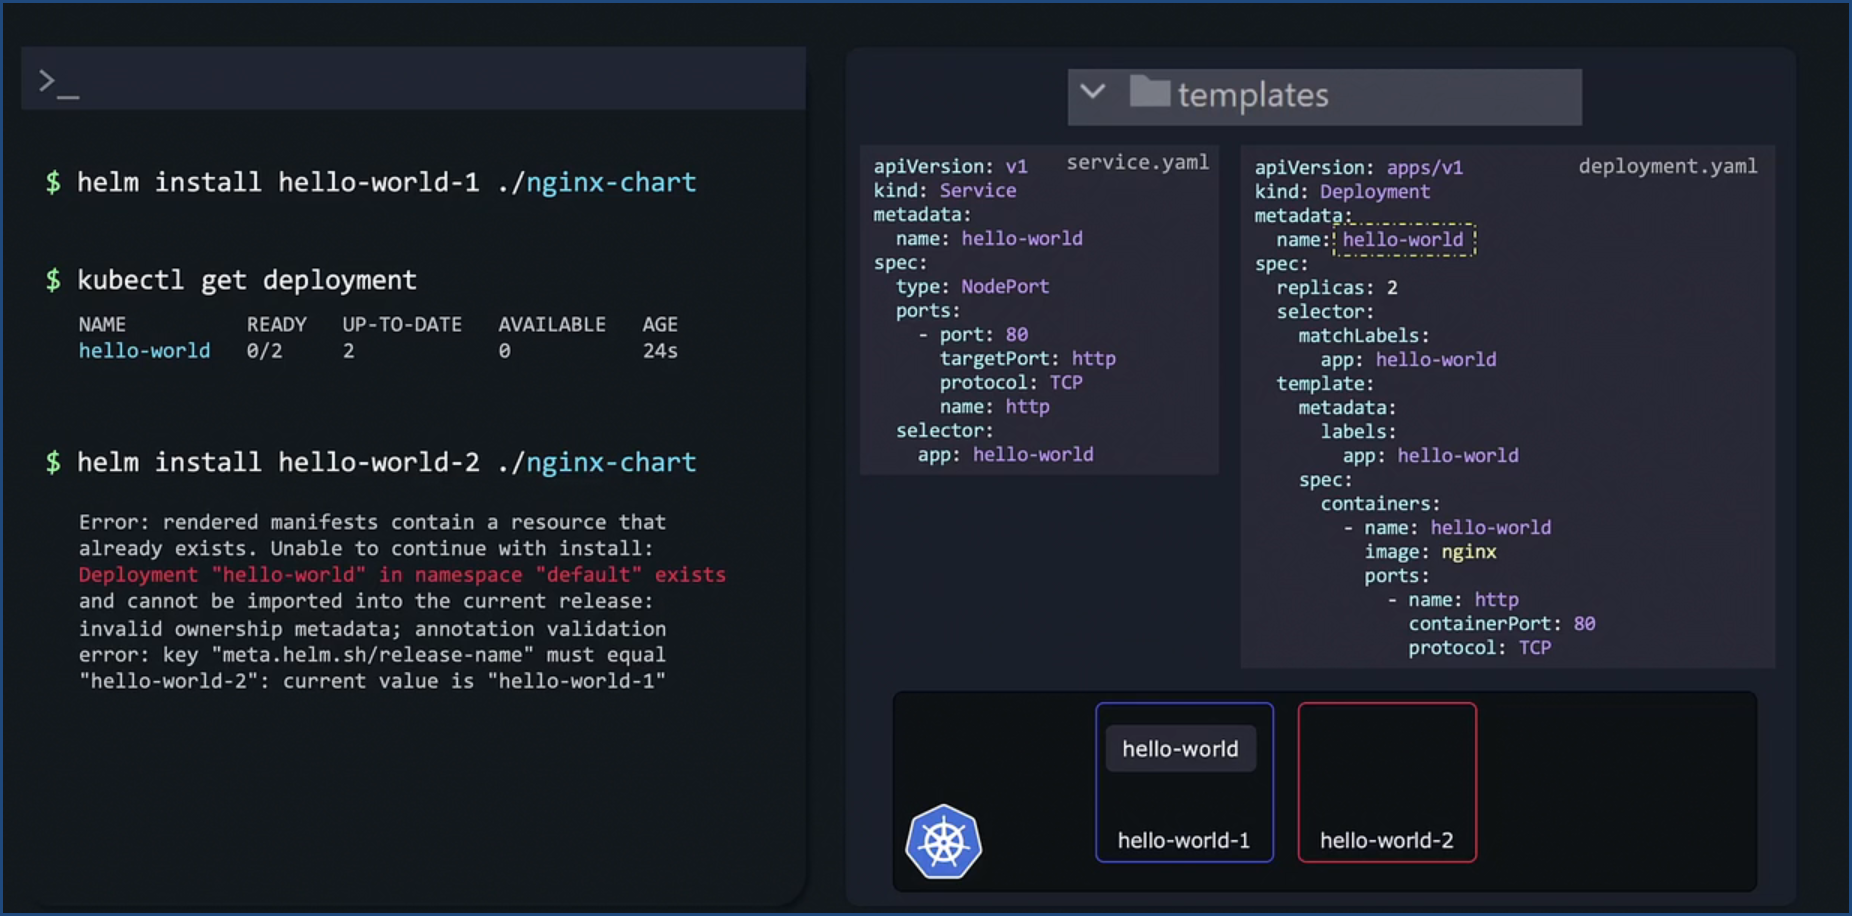 >_
$ helm install hello-world-1 ./nginx-chart
$ kubectl get deployment
NAME READY UP-TO-DATE AVAILABLE AGE
hello-world 0/2 2 0 24s
$ helm install hello-world-2 ./nginx-chart
Error: rendered manifests contain a resource that
already exists. Unable to continue with install:
Deployment "hello-world" in namespace "default" exists
and cannot be imported into the current release:
invalid ownership metadata; annotation validation
error: key "meta.helm.sh/release-name" must equal
"hello-world-2": current value is "hello-world-1"
templates
service.yaml
apiVersion: v1
kind: Service
metadata:
  name: hello-world
spec:
  type: NodePort
  ports:
    - port: 80
      targetPort: http
      protocol: TCP
      name: http
  selector:
    app: hello-world
deployment.yaml
apiVersion: apps/v1
kind: Deployment
metadata:
  name: hello-world
spec:
  replicas: 2
  selector:
    matchLabels:
      app: hello-world
  template:
    metadata:
      labels:
        app: hello-world
    spec:
      containers:
        - name: hello-world
          image: nginx
          ports:
            - name: http
              containerPort: 80
              protocol: TCP
hello-world
hello-world-1
hello-world-2